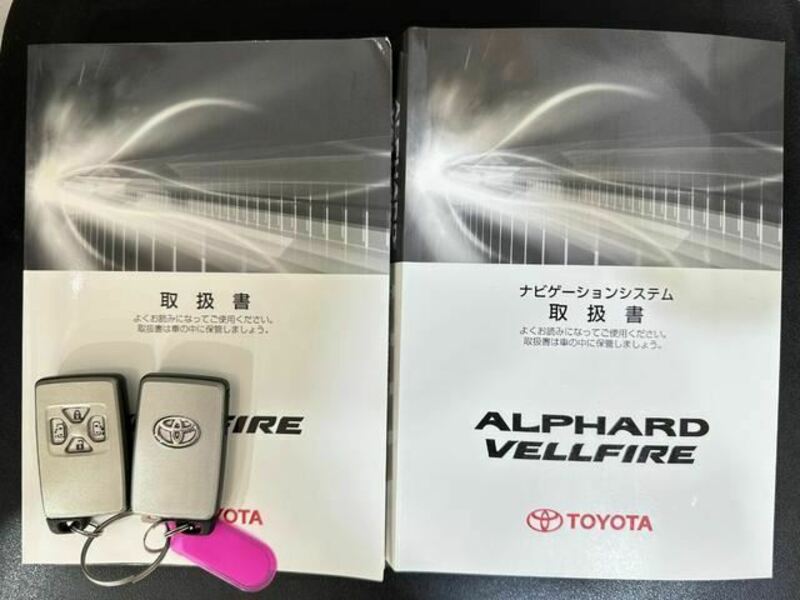 取扱書
よくお読みになってご使用ください。
取扱書は車の中に保管しましょう。
ナビゲーションシステム
取扱書
よくお読みになってご使用ください。
取扱書は車の中に保管しましょう。
ALPHARD
VELLFIRE
TOYOTA